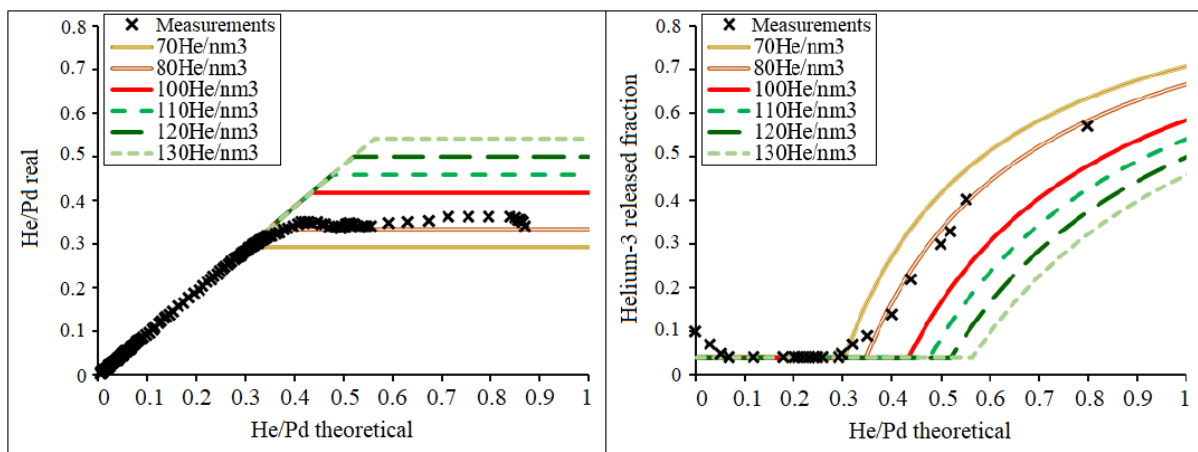 0.8
0.7
0.6
0.5
0.4
0.3
0.2
0.1
0
He/Pd real
Measurements
70He/nm3
80He/nm3
100He/nm3
110He/nm3
120He/nm3
130He/nm3
0 0.1 0.2 0.3 0.4 0.5 0.6 0.7 0.8 0.9 1
He/Pd theoretical
0.8
0.7
0.6
0.5
0.4
0.3
0.2
0.1
0
Helium-3 released fraction
Measurements
70He/nm3
80He/nm3
100He/nm3
110He/nm3
120He/nm3
130He/nm3
0 0.1 0.2 0.3 0.4 0.5 0.6 0.7 0.8 0.9 1
He/Pd theoretical